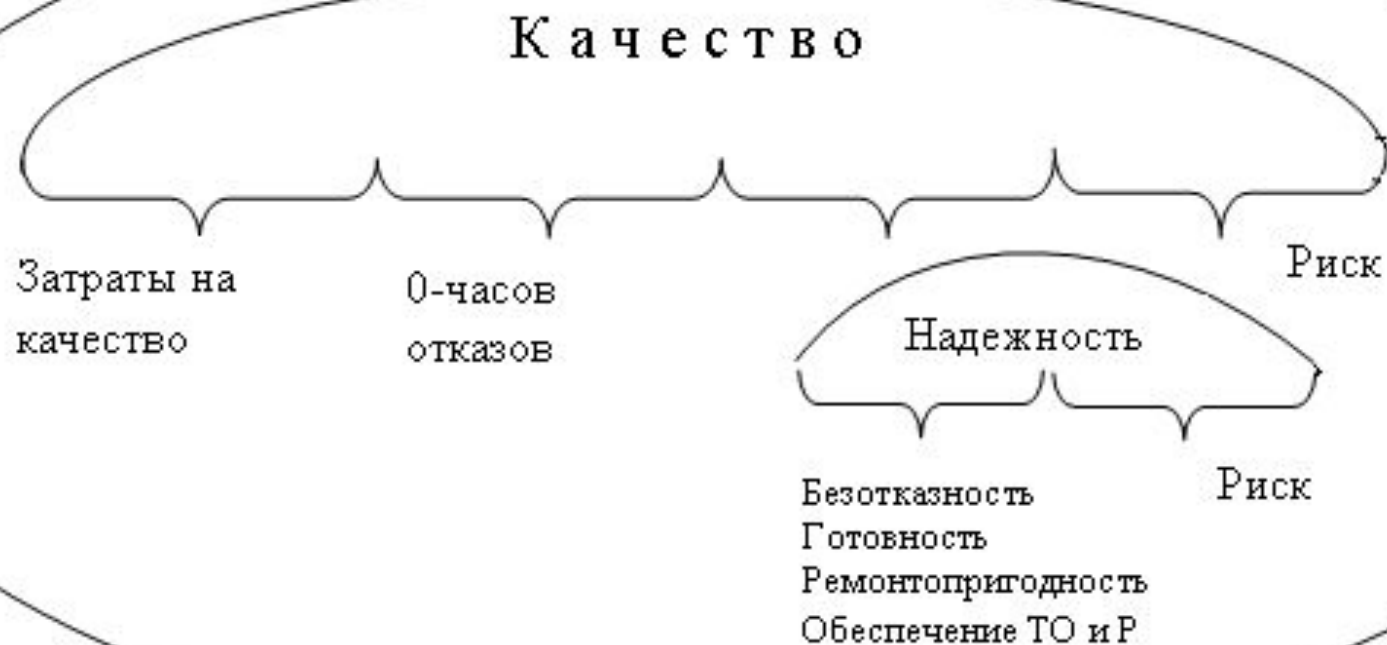 Качество
Затраты на
качество
0-часов
отказов
Риск
Надежность
Безотказность
Готовность
Ремонтопригодность
Обеспечение ТО и Р
Риск